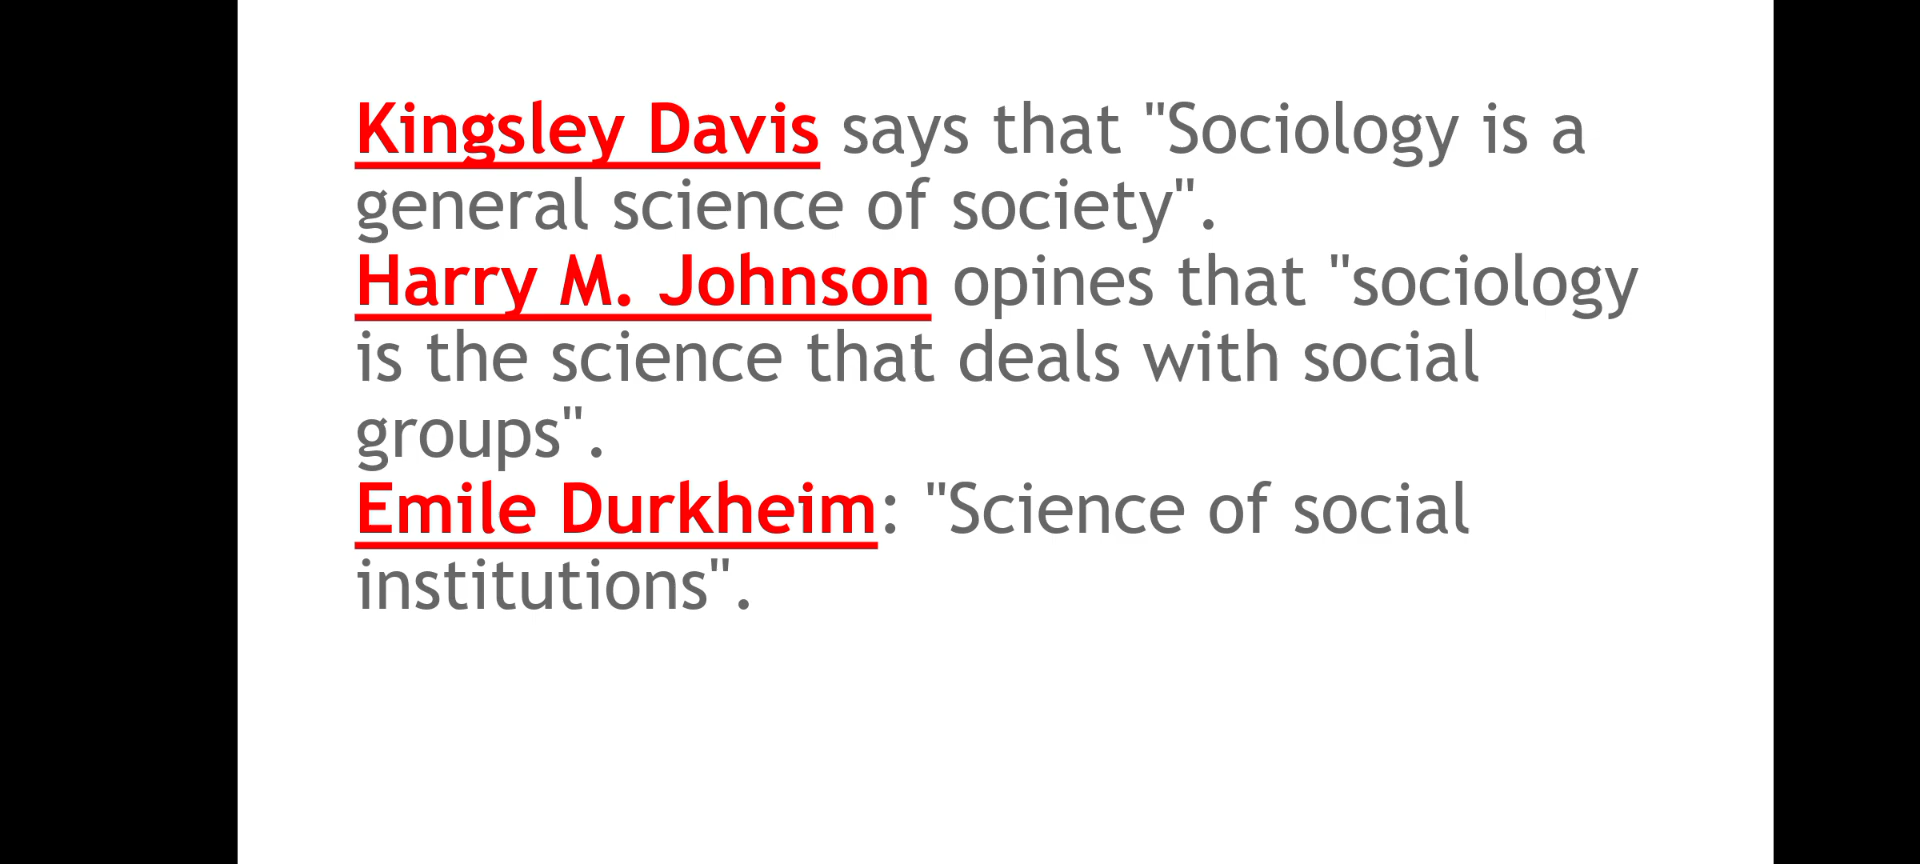 Kingsley Davis says that "Sociology is a
general science of society".
Harry M. Johnson opines that "sociology
is the science that deals with social
groups".
Emile Durkheim: "Science of social
institutions".